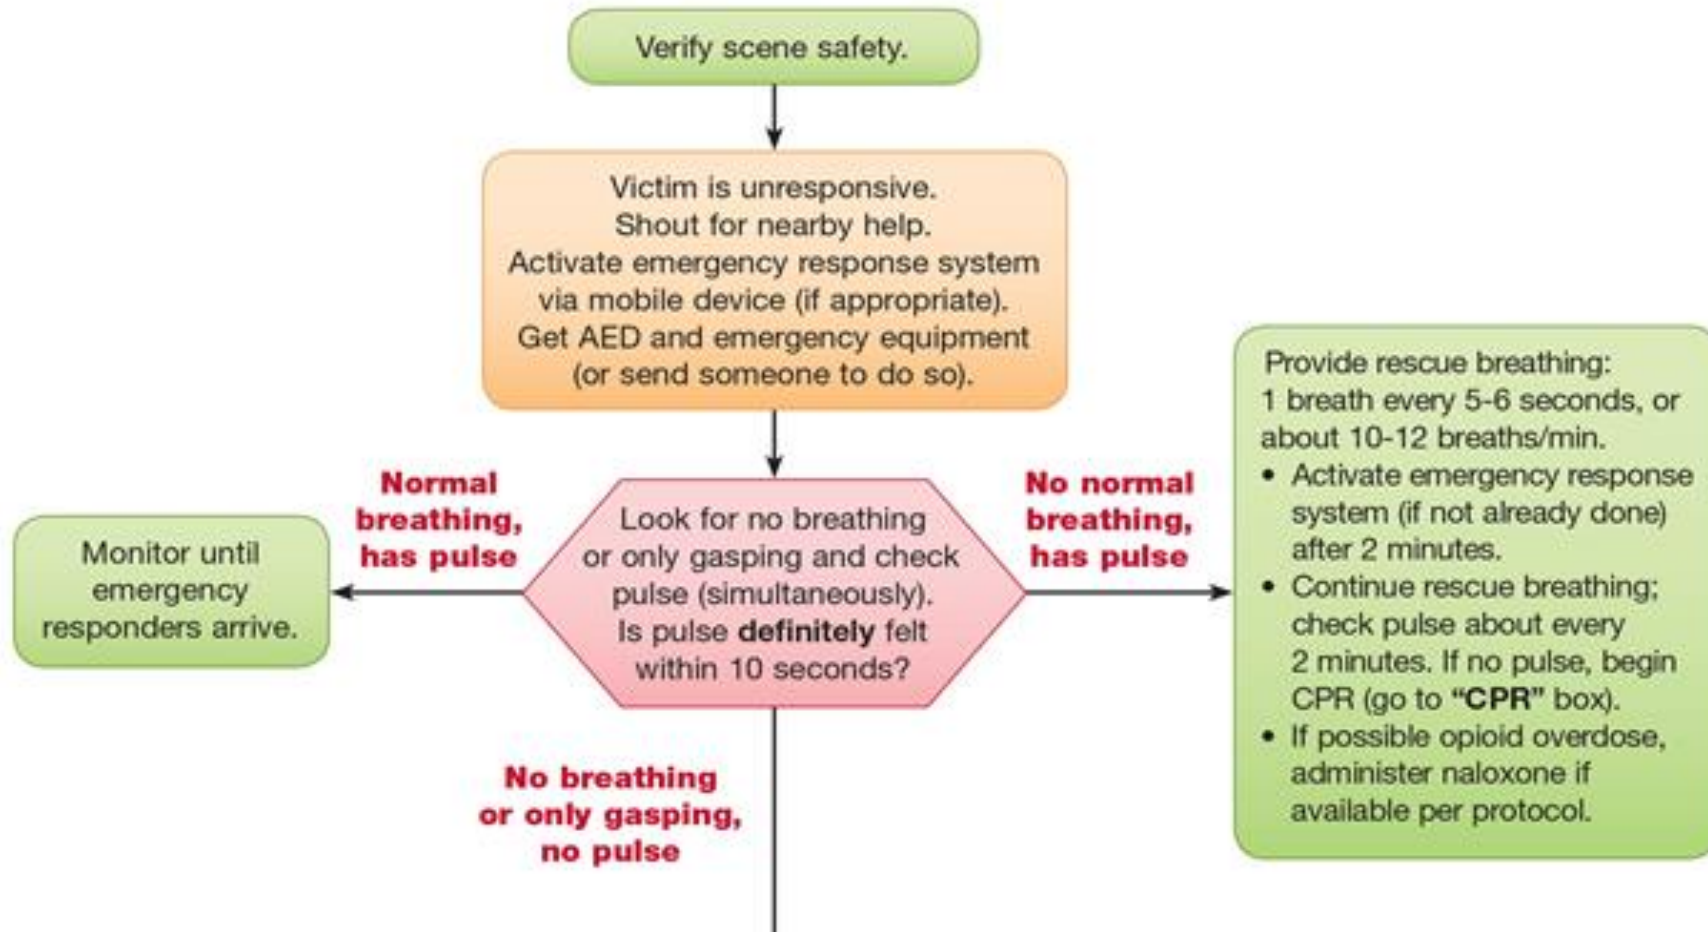 Verify scene safety.
Victim is unresponsive.
Shout for nearby help.
Activate emergency response system
via mobile device (if appropriate).
Get AED and emergency equipment
(or send someone to do so).
Normal
breathing,
has pulse
Monitor until
emergency
responders arrive.
Look for no breathing
or only gasping and check
pulse (simultaneously).
Is pulse definitely felt
within 10 seconds?
No normal
breathing,
has pulse
Provide rescue breathing:
1 breath every 5-6 seconds, or
about 10-12 breaths/min.
• Activate emergency response
system (if not already done)
after 2 minutes.
• Continue rescue breathing;
check pulse about every
2 minutes. If no pulse, begin
CPR (go to “CPR” box).
• If possible opioid overdose,
administer naloxone if
available per protocol.
No breathing
or only gasping,
no pulse